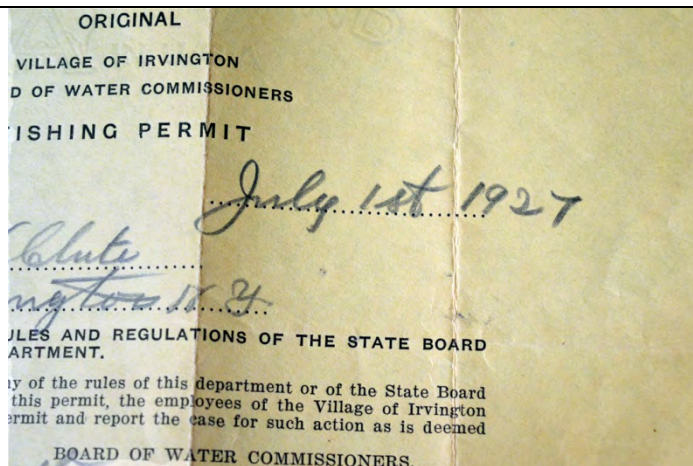 ORIGINAL
VILLAGE OF IRVINGTON
D OF WATER COMMISSIONERS
ISHING PERMIT
July 1st 1927
Clute
ngton N.Y.
ULES AND REGULATIONS OF THE STATE BOARD
ARTMENT.
ny of the rules of this department or of the State Board
this permit, the employees of the Village of Irvington
ermit and report the case for such action as is deemed
BOARD OF WATER COMMISSIONERS.